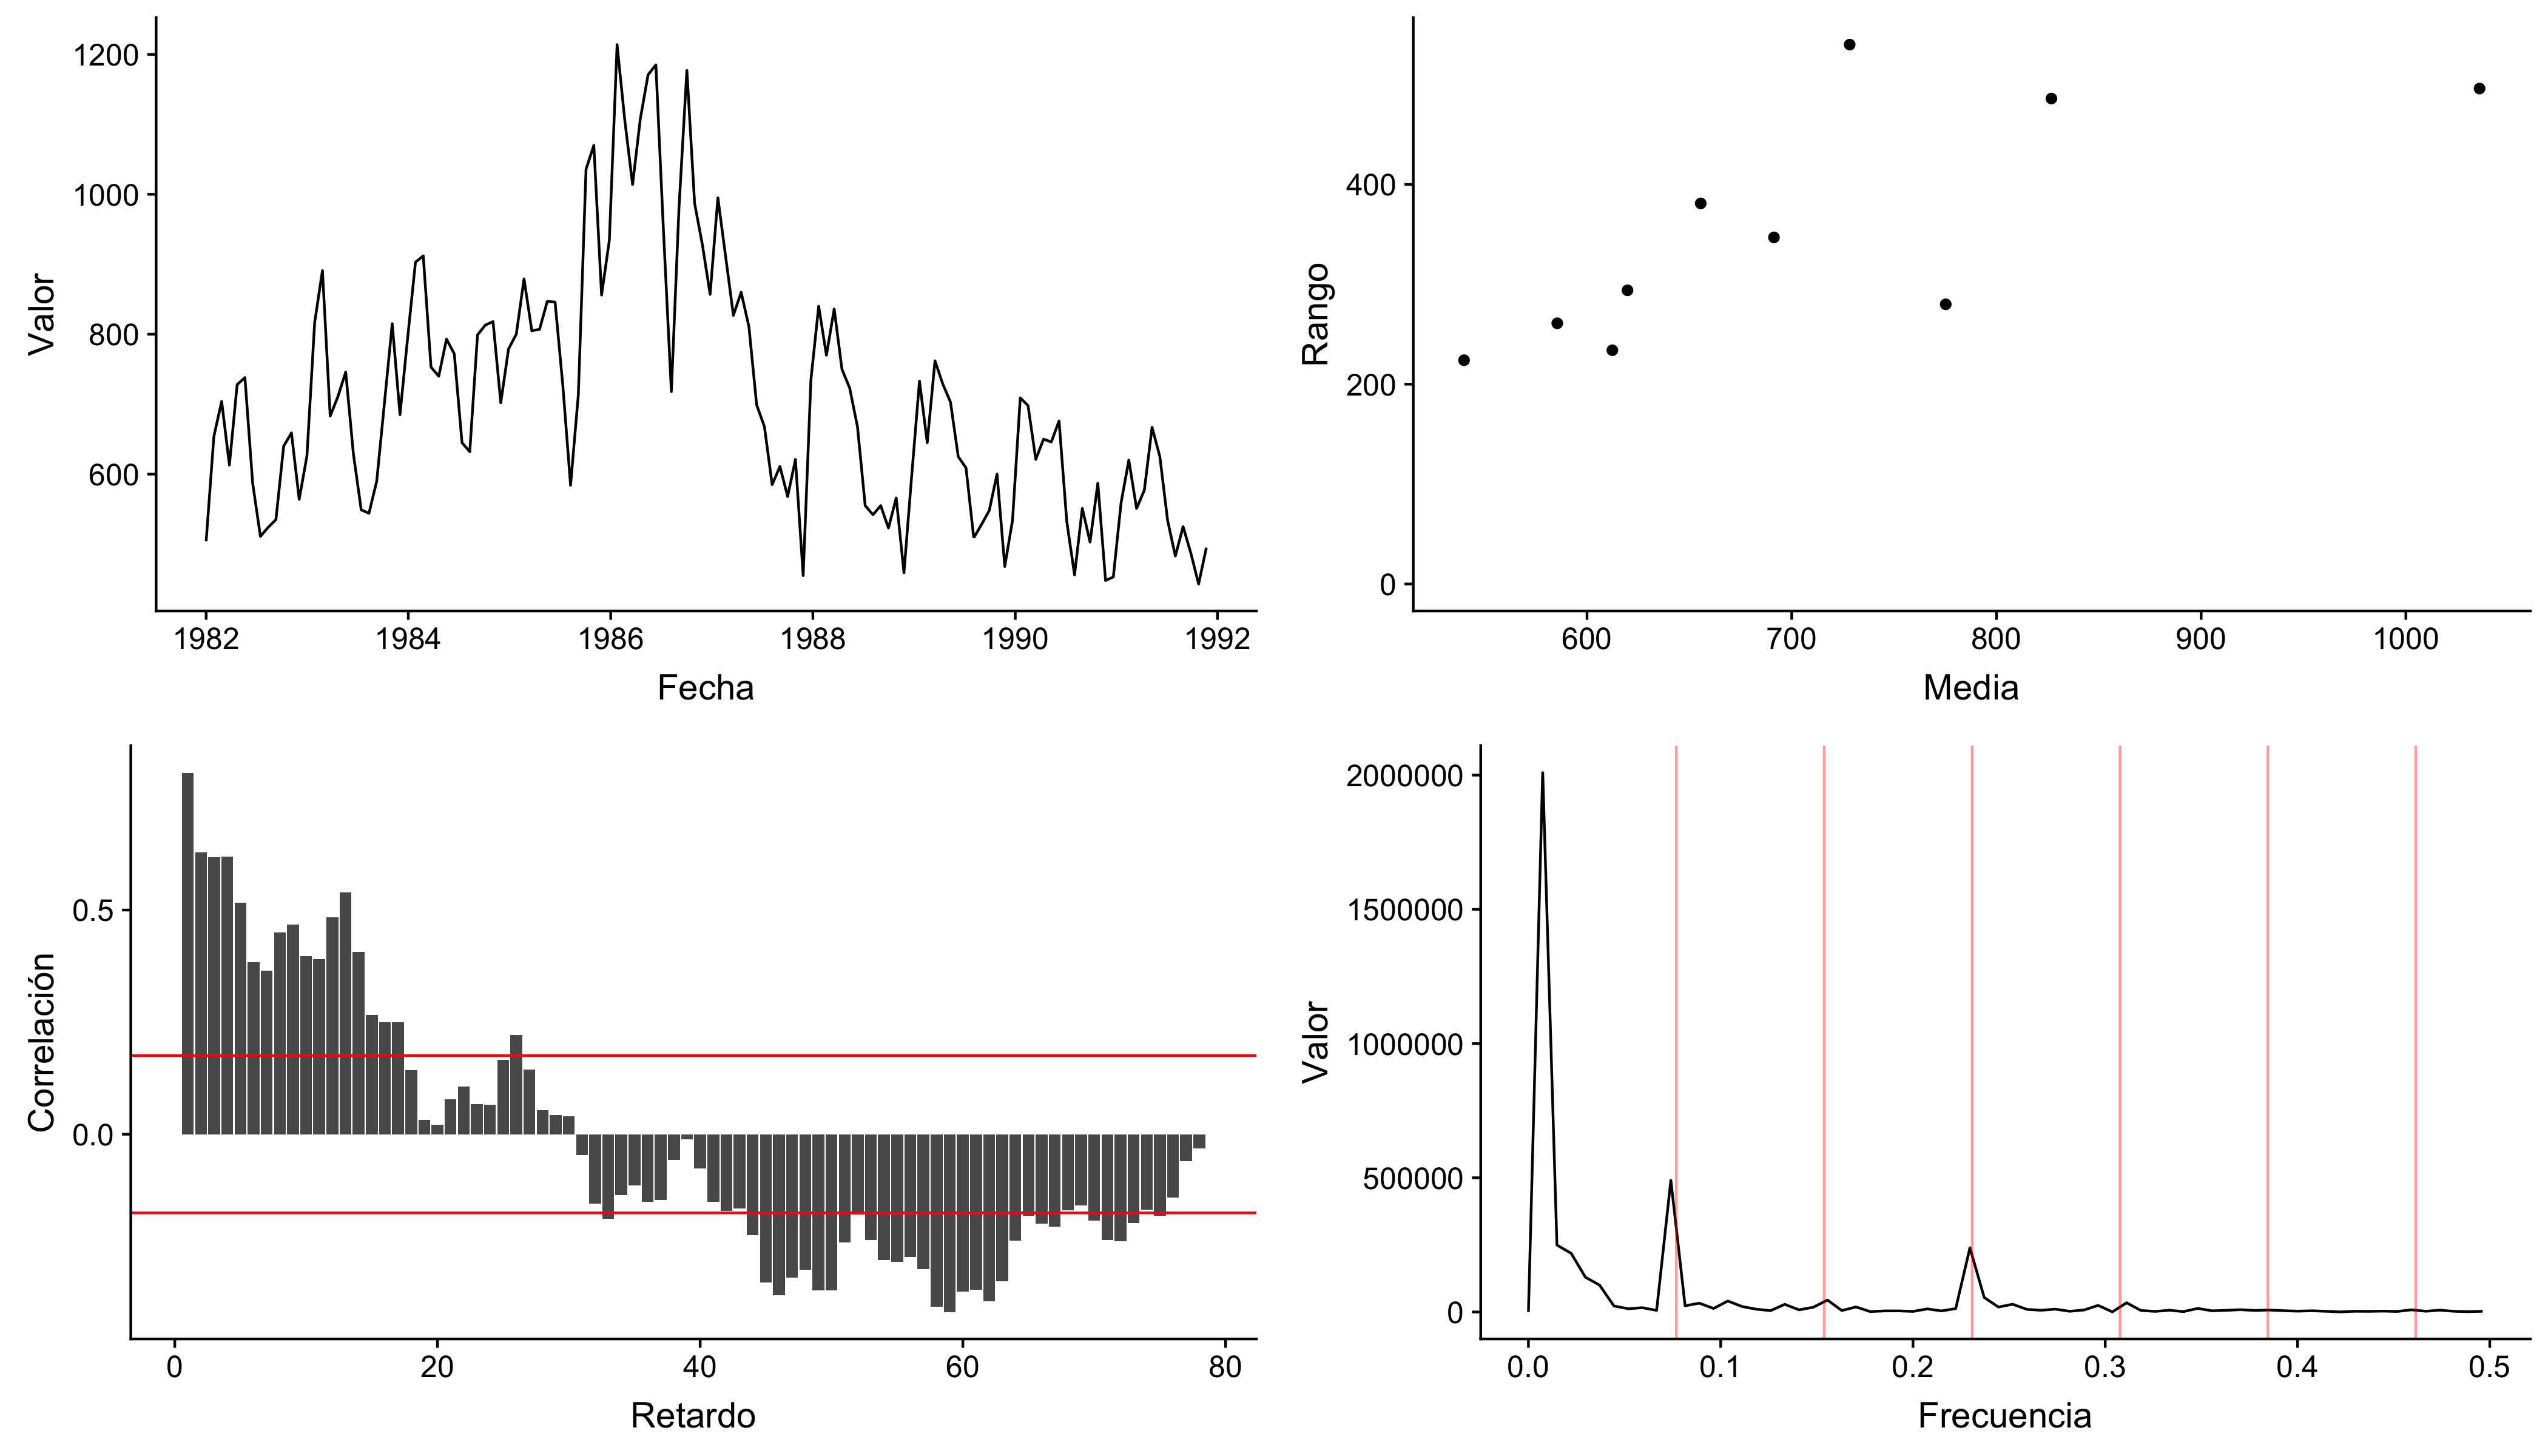 Valor
1200
1000
800
600
1982 1984 1986 1988 1990 1992
Fecha
Rango
400
200
0
600 700 800 900 1000
Media
Correlación
0.5
0.0
0 20 40 60 80
Retardo
Valor
2000000
1500000
1000000
500000
0
0.0 0.1 0.2 0.3 0.4 0.5
Frecuencia